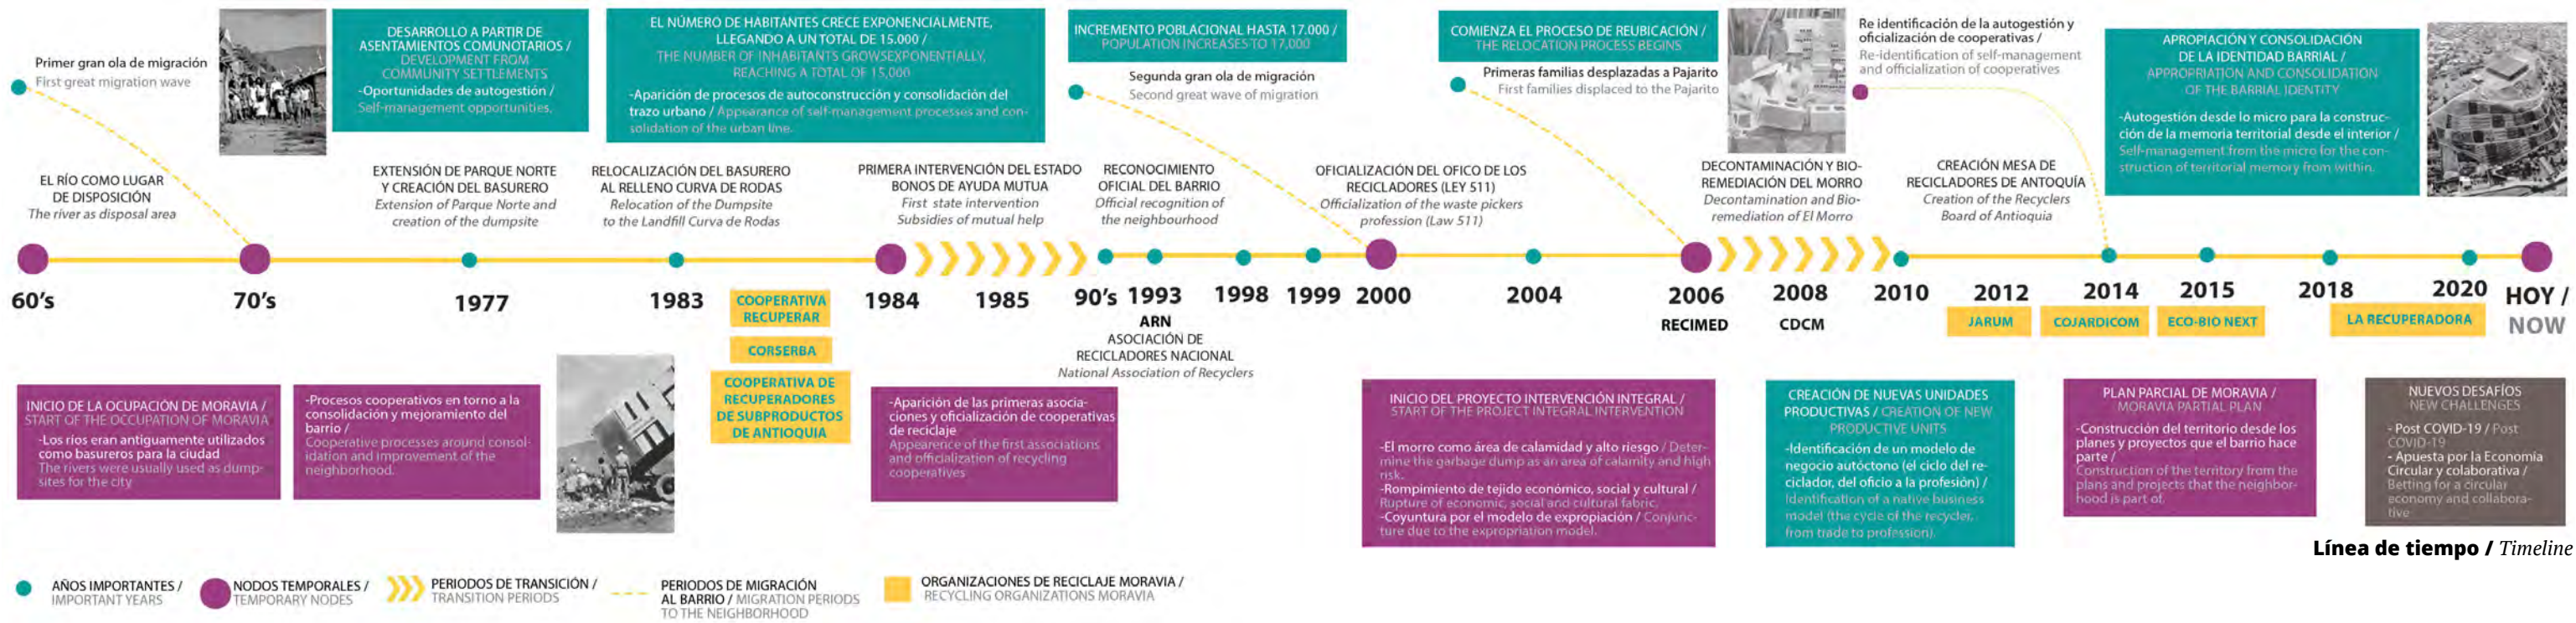 Primer gran ola de migración
First great migration wave
DESARROLLO A PARTIR DE
ASENTAMIENTOS COMUNOTARIOS /
DEVELOPMENT FROM
COMMUNITY SETTLEMENTS
-Oportunidades de autogestión /
Self-management opportunities.
EL NÚMERO DE HABITANTES CRECE EXPONENCIALMENTE,
LLEGANDO A UN TOTAL DE 15.000 /
THE NUMBER OF INHABITANTS GROWSEXPONENTIALLY,
REACHING A TOTAL OF 15,000
-Aparición de procesos de autoconstrucción y consolidación del
trazo urbano / Appearance of self-management processes and con-
solidation of the urban line.
INCREMENTO POBLACIONAL HASTA 17.000 /
POPULATION INCREASES TO 17,000
Segunda gran ola de migración
Second great wave of migration
COMIENZA EL PROCESO DE REUBICACIÓN /
THE RELOCATION PROCESS BEGINS
Primeras familias desplazadas a Pajarito
First families displaced to the Pajarito
Re identificación de la autogestión y
oficialización de cooperativas /
Re-identification of self-management
and officialization of cooperatives
APROPIACIÓN Y CONSOLIDACIÓN
DE LA IDENTIDAD BARRIAL /
APPROPRIATION AND CONSOLIDATION
OF THE BARRIAL IDENTITY
-Autogestión desde lo micro para la construc-
ción de la memoria territorial desde el interior /
Self-management from the micro for the con-
struction of territorial memory from within.
EL RÍO COMO LUGAR
DE DISPOSICIÓN
The river as disposal area
EXTENSIÓN DE PARQUE NORTE
Y CREACIÓN DEL BASURERO
Extension of Parque Norte and
creation of the dumpsite
RELOCALIZACIÓN DEL BASURERO
AL RELLENO CURVA DE RODAS
Relocation of the Dumpsite
to the Landfill Curva de Rodas
PRIMERA INTERVENCIÓN DEL ESTADO
BONOS DE AYUDA MUTUA
First state intervention
Subsidies of mutual help
RECONOCIMIENTO
OFICIAL DEL BARRIO
Official recognition of
the neighbourhood
OFICIALIZACIÓN DEL OFICO DE LOS
RECICLADORES (LEY 511)
Officialization of the waste pickers
profession (Law 511)
DECONTAMINACIÓN Y BIO-
REMEDIACIÓN DEL MORRO
Decontamination and Bio-
remediation of El Morro
CREACIÓN MESA DE
RECICLADORES DE ANTOQUÍA
Creation of the Recyclers
Board of Antioquia
60's
70's
1977
1983
1984
1985
90's
1993
1998
1999
2000
2004
2006
2008
2010
2012
2014
2015
2018
2020
HOY /
NOW
COOPERATIVA
RECUPERAR
CORSERBA
COOPERATIVA DE
RECUPERADORES
DE SUBPRODUCTOS
DE ANTIOQUIA
ARN
ASOCIACIÓN DE
RECICLADORES NACIONAL
National Association of Recyclers
RECIMED
CDCM
JARUM
COJARDICOM
ECO-BIO NEXT
LA RECUPERADORA
INICIO DE LA OCUPACIÓN DE MORAVIA /
START OF THE OCCUPATION OF MORAVIA
-Los ríos eran antiguamente utilizados
como basureros para la ciudad
The rivers were usually used as dump-
sites for the city
-Procesos cooperativos en torno a la
consolidación y mejoramiento del
barrio /
Cooperative processes around consol-
idation and improvement of the
neighborhood.
-Aparición de las primeras asocia-
ciones y oficialización de cooperativas
de reciclaje
Appearence of the first associations
and officialization of recycling
cooperatives
INICIO DEL PROYECTO INTERVENCIÓN INTEGRAL /
START OF THE PROJECT INTEGRAL INTERVENTION
-El morro como área de calamidad y alto riesgo / Deter-
mine the garbage dump as an area of calamity and high
risk.
-Rompimiento de tejido económico, social y cultural /
Rupture of economic, social and cultural fabric.
-Coyuntura por el modelo de expropiación / Conjunc-
ture due to the expropriation model.
CREACIÓN DE NUEVAS UNIDADES
PRODUCTIVAS / CREATION OF NEW
PRODUCTIVE UNITS
-Identificación de un modelo de
negocio autóctono (el ciclo del re-
ciclador, del oficio a la profesión) /
Identification of a native business
model (the cycle of the recycler,
from trade to profession).
PLAN PARCIAL DE MORAVIA /
MORAVIA PARTIAL PLAN
-Construcción del territorio desde los
planes y proyectos que el barrio hace
parte /
Construction of the territory from the
plans and projects that the neighbor-
hood is part of.
NUEVOS DESAFÍOS
NEW CHALLENGES
- Post COVID-19 / Post
COVID-19
- Apuesta por la Economía
Circular y colaborativa /
Betting for a circular
economy and collabora-
tive
Línea de tiempo / Timeline
AÑOS IMPORTANTES /
IMPORTANT YEARS
NODOS TEMPORALES /
TEMPORARY NODES
PERIODOS DE TRANSICIÓN /
TRANSITION PERIODS
PERIODOS DE MIGRACIÓN
AL BARRIO / MIGRATION PERIODS
TO THE NEIGHBORHOOD
ORGANIZACIONES DE RECICLAJE MORAVIA /
RECYCLING ORGANIZATIONS MORAVIA